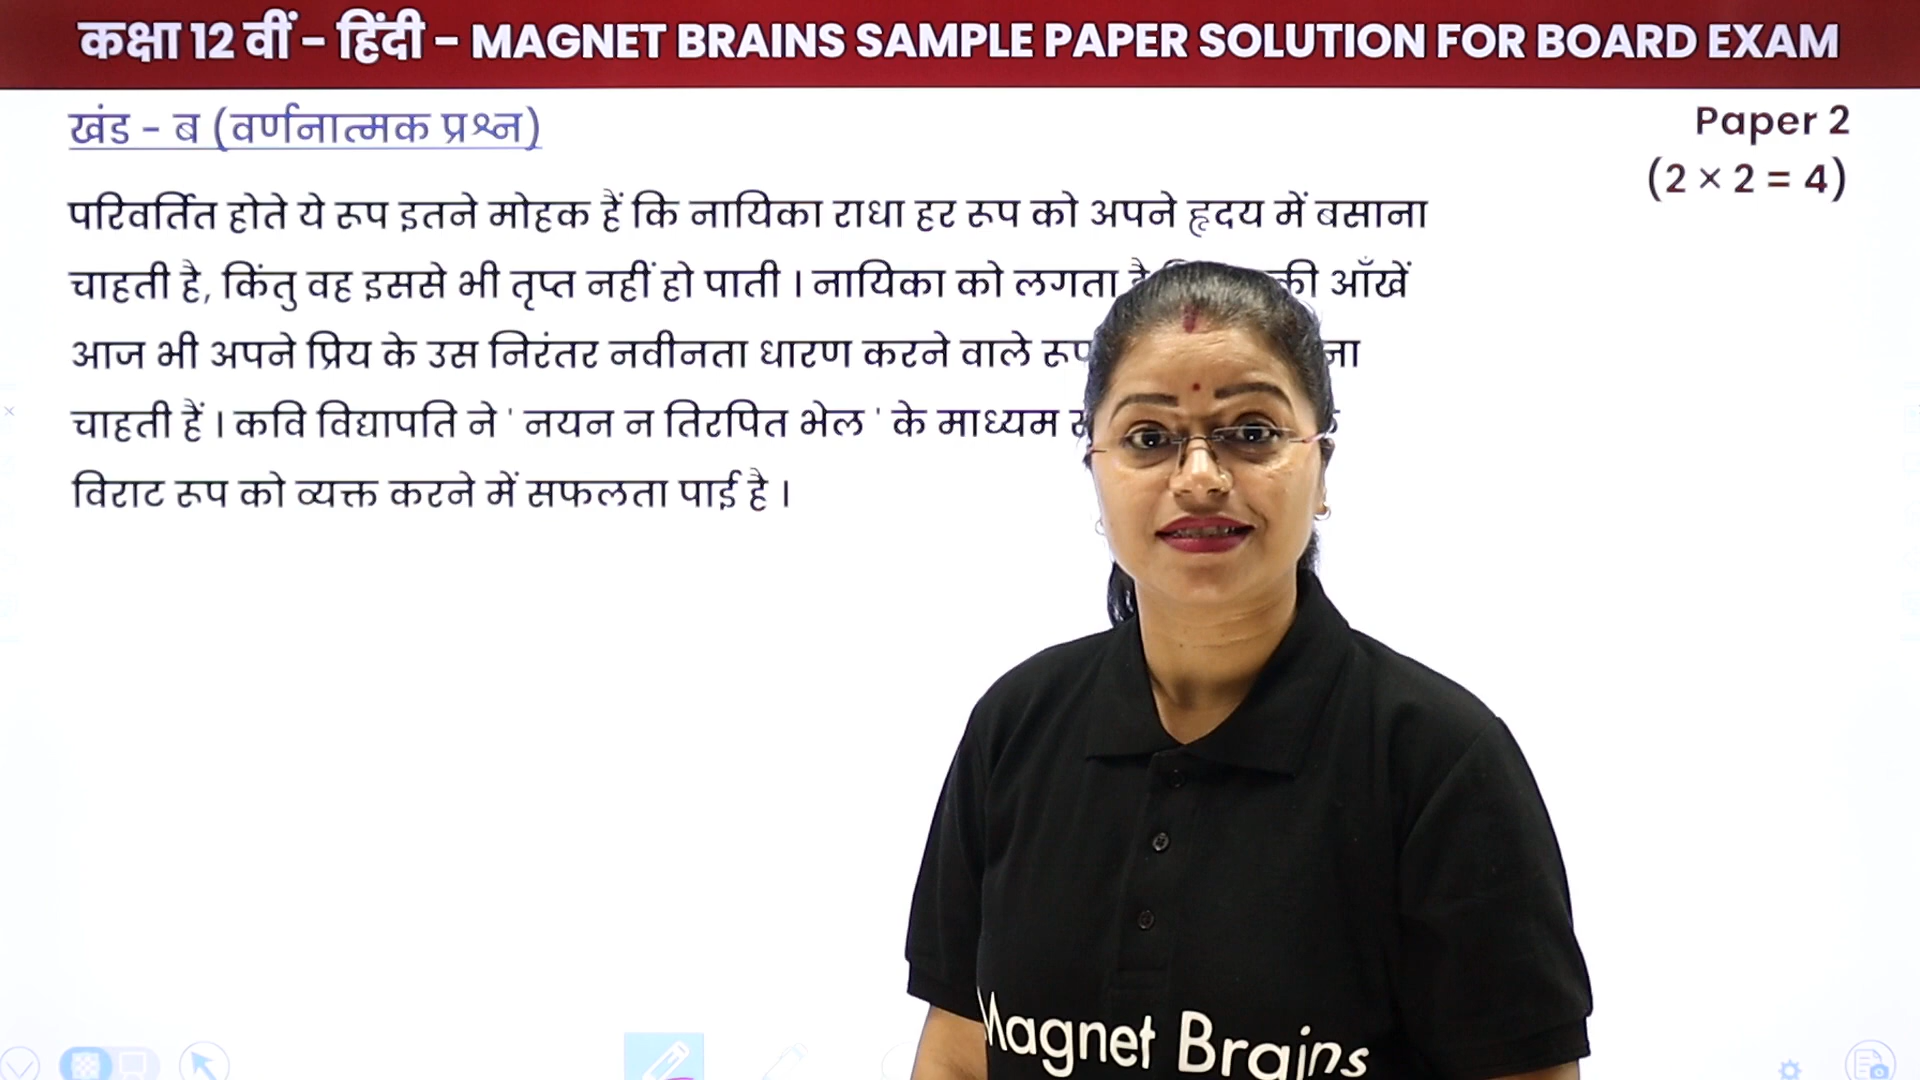 कक्षा 12 वीं - हिंदी - MAGNET BRAINS SAMPLE PAPER SOLUTION FOR BOARD EXAM
खंड - ब (वर्णनात्मक प्रश्न)
Paper 2
(2 × 2 = 4)
परिवर्तित होते ये रूप इतने मोहक हैं कि नायिका राधा हर रूप को अपने हृदय में बसाना
चाहती है, किंतु वह इससे भी तृप्त नहीं हो पाती । नायिका को लगता की आँखें
आज भी अपने प्रिय के उस निरंतर नवीनता धारण करने वाले रूप
चाहती हैं । कवि विद्यापति ने ' नयन न तिरपित भेल ' के माध्यम
विराट रूप को व्यक्त करने में सफलता पाई है ।
Magnet Brains